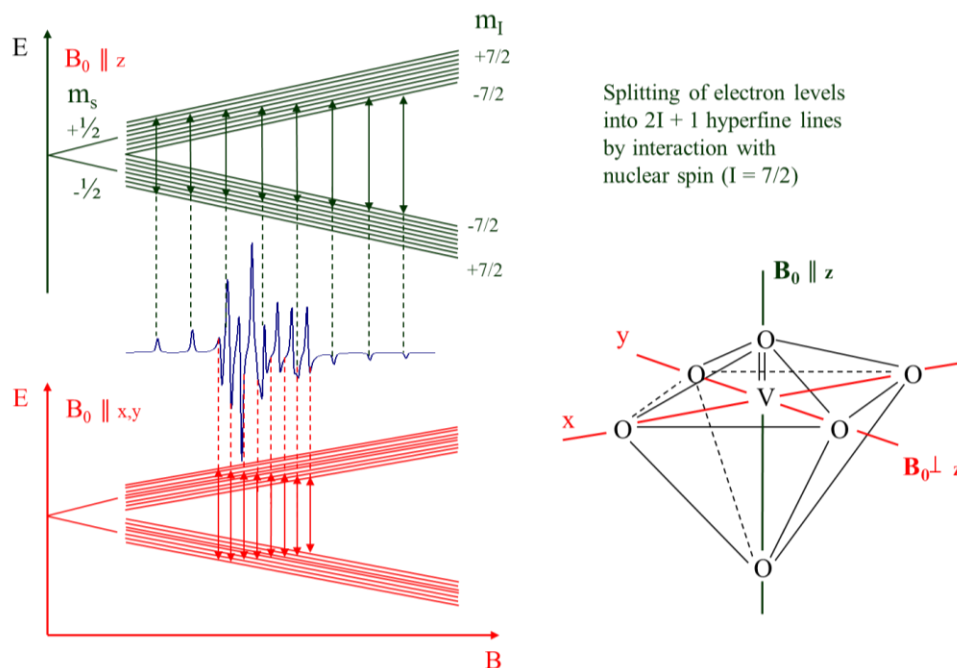 E
B₀ ∥ z
mₛ
+½
-½
m_I
+7/2
-7/2
-7/2
+7/2
Splitting of electron levels
into 2I + 1 hyperfine lines
by interaction with
nuclear spin (I = 7/2)
E
B₀ ∥ x,y
B
B₀ ∥ z
y
O
O
O
V
x
O
O
B₀⊥ z
O